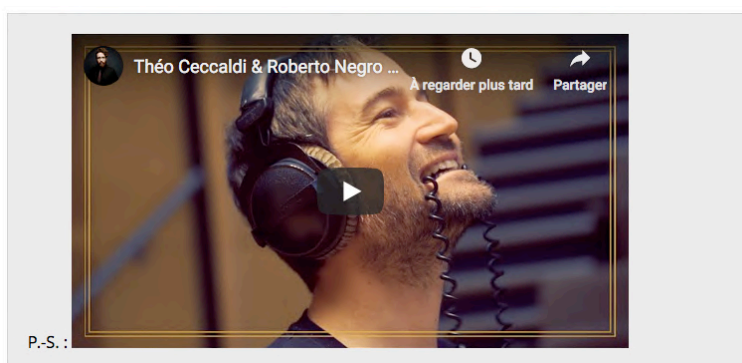 Théo Ceccaldi & Roberto Negro ...
À regarder plus tard
Partager
P.-S. :